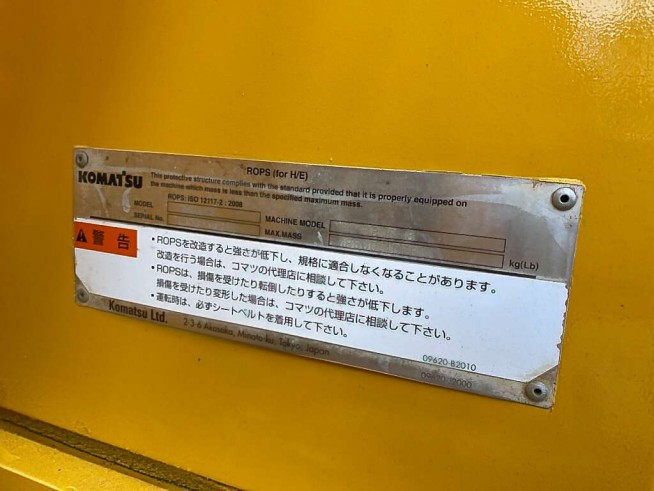 KOMATSU
ROPS (for H/E)
This protective structure complies with the standard provided that it is properly equipped on
the machine which mass is less than the specified maximum mass.
MODEL
ROPS: ISO 12117-2 : 2008
SERIAL No.
MACHINE MODEL
MAX.MASS
kg(Lb)
警告
・ROPSを改造すると強さが低下し、規格に適合しなくなることがあります。
改造を行う場合は、コマツの代理店に相談して下さい。
・ROPSは、損傷を受けたり転倒したりすると強さが低下します。
損傷を受けたり変形した場合は、コマツの代理店に相談して下さい。
・運転時は、必ずシートベルトを着用して下さい。
09620-B2010
Komatsu Ltd.
2-3-6 Akasaka, Minato-ku, Tokyo, Japan